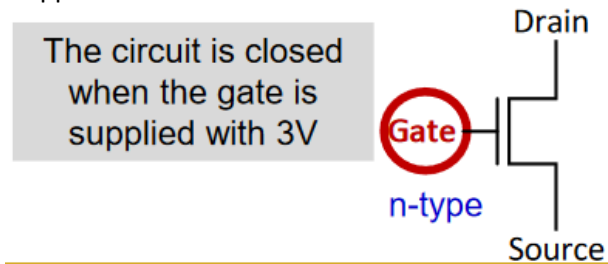 The circuit is closed
when the gate is
supplied with 3V
Drain
Gate
n-type
Source